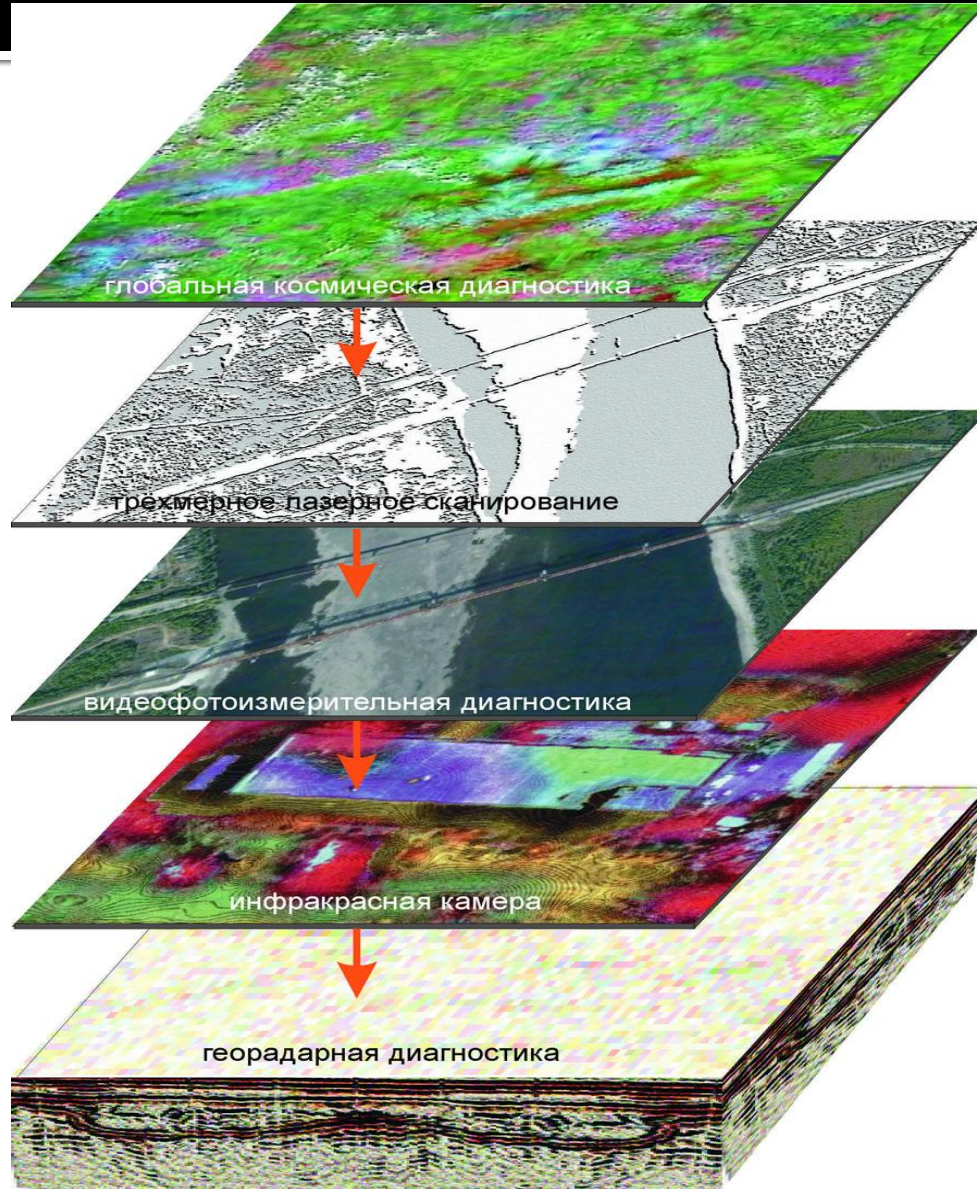 глобальная космическая диагностика
трехмерное лазерное сканирование
видеофотоизмерительная диагностика
инфракрасная камера
георадарная диагностика